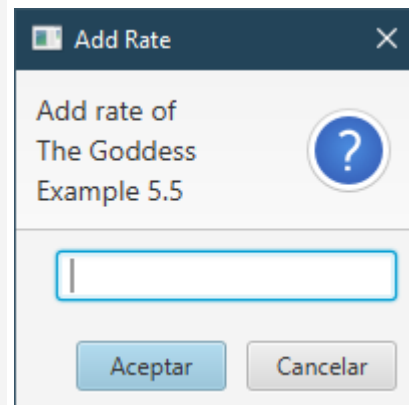 Add Rate
Add rate of
The Goddess
Example 5.5
Aceptar Cancelar